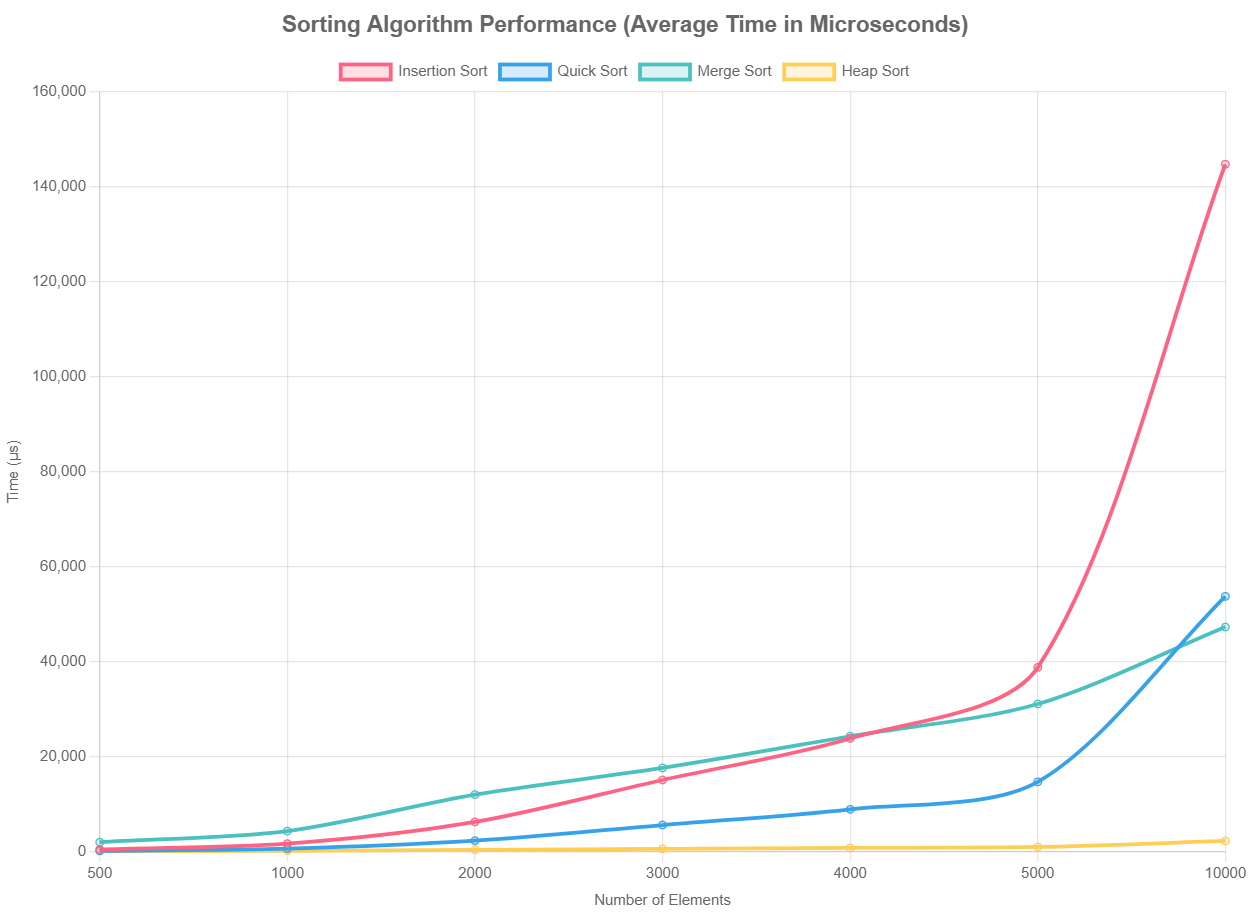 Sorting Algorithm Performance (Average Time in Microseconds)
Insertion Sort Quick Sort Merge Sort Heap Sort
160,000
140,000
120,000
100,000
80,000
60,000
40,000
20,000
0
Time (µs)
500 1000 2000 3000 4000 5000 10000
Number of Elements